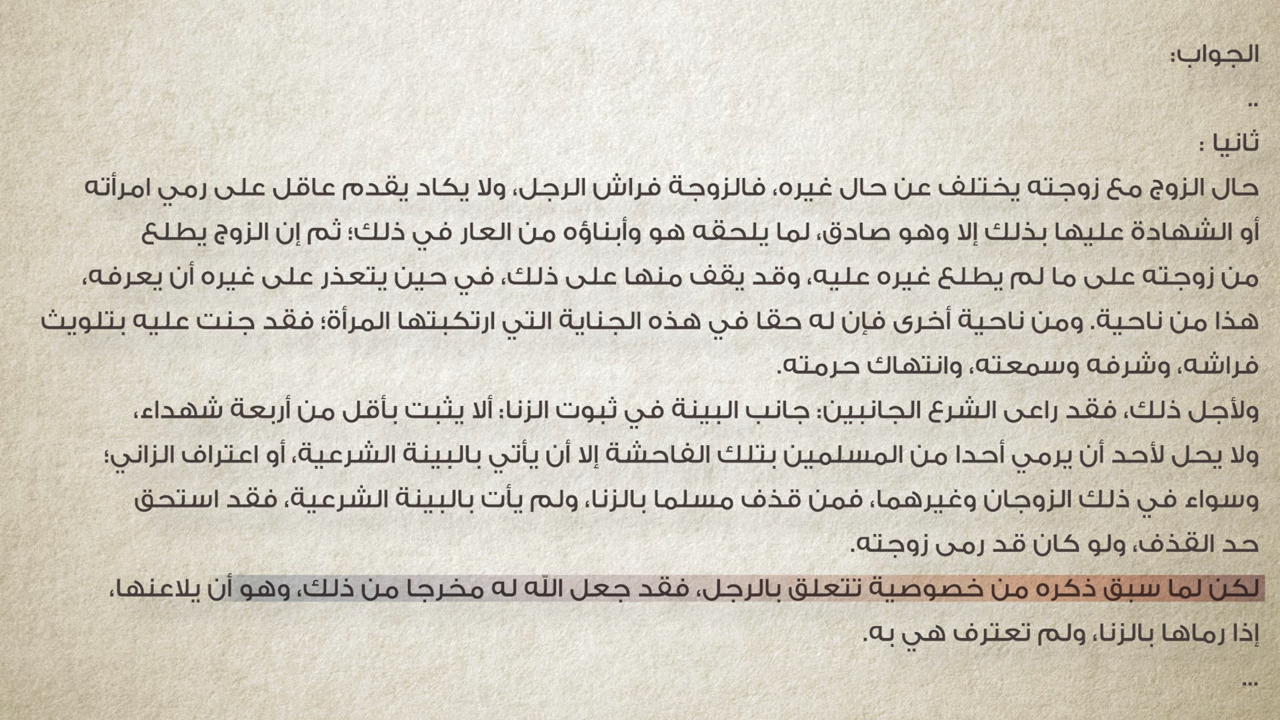 الجواب:
..
ثانيا :
حال الزوج مع زوجته يختلف عن حال غيره، فالزوجة فراش الرجل، ولا يكاد يقدم عاقل على رمي امرأته
أو الشهادة عليها بذلك إلا وهو صادق، لما يلحقه هو وأبناؤه من العار في ذلك؛ ثم إن الزوج يطلع
من زوجته على ما لم يطلع غيره عليه، وقد يقف منها على ذلك، في حين يتعذر على غيره أن يعرفه،
هذا من ناحية. ومن ناحية أخرى فإن له حقا في هذه الجناية التي ارتكبتها المرأة؛ فقد جنت عليه بتلويث
فراشه، وشرفه وسمعته، وانتهاك حرمته.
ولأجل ذلك، فقد راعى الشرع الجانبين: جانب البينة في ثبوت الزنا: ألا يثبت بأقل من أربعة شهداء،
ولا يحل لأحد أن يرمي أحدا من المسلمين بتلك الفاحشة إلا أن يأتي بالبينة الشرعية، أو اعتراف الزاني؛
وسواء في ذلك الزوجان وغيرهما، فمن قذف مسلما بالزنا، ولم يأت بالبينة الشرعية، فقد استحق
حد القذف، ولو كان قد رمى زوجته.
لكن لما سبق ذكره من خصوصية تتعلق بالرجل، فقد جعل الله له مخرجا من ذلك، وهو أن يلاعنها،
إذا رماها بالزنا، ولم تعترف هي به.
...